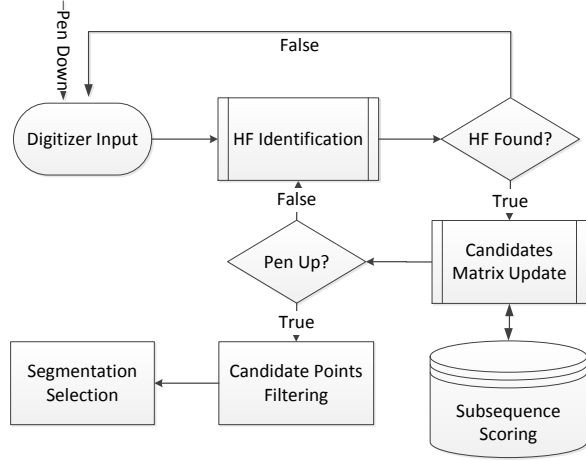 Pen Down
False
Digitizer Input
HF Identification
HF Found?
False
True
Pen Up?
Candidates
Matrix Update
True
Segmentation
Selection
Candidate Points
Filtering
Subsequence
Scoring